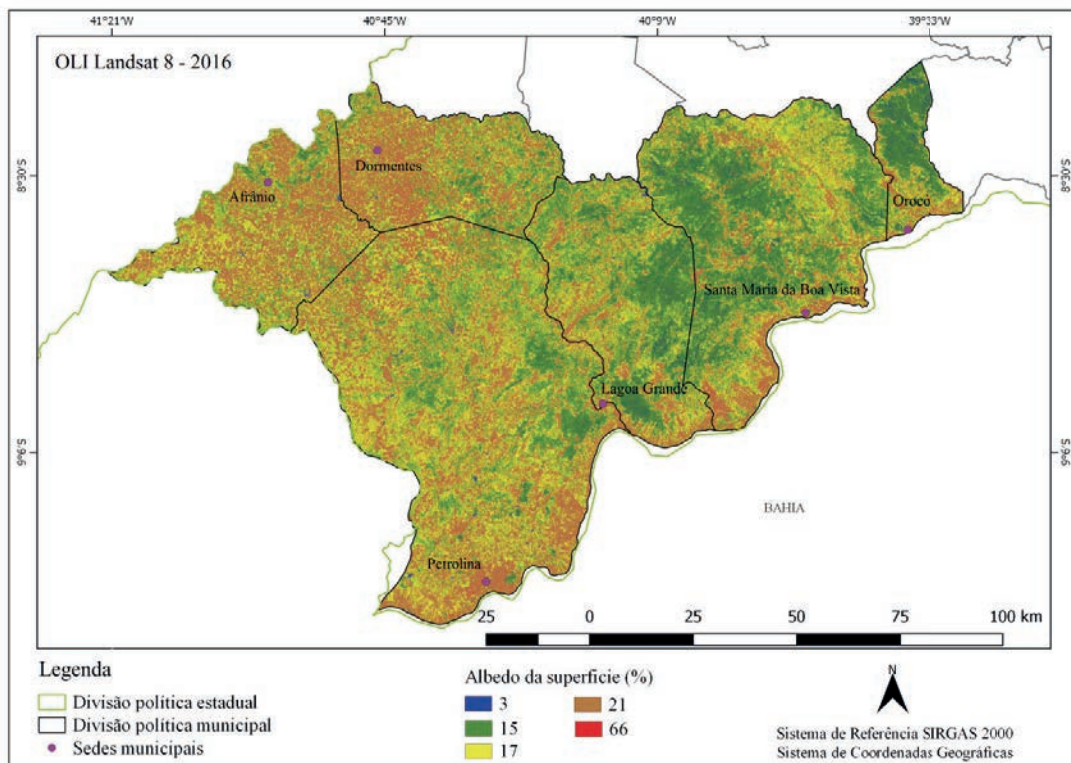 41°21'W
40°45'W
40°9'W
39°33'W
OLI Landsat 8 - 2016
8°30'S
8°30'S
Dormentes
Afrânio
Orocó
Santa Maria da Boa Vista
Lagoa Grande
9°6'S
9°6'S
BAHIA
Petrolina
25 0 25 50 75 100 km
Legenda
Divisão política estadual
Divisão política municipal
Sedes municipais
Albedo da superfície (%)
3
15
17
21
66
N
Sistema de Referência SIRGAS 2000
Sistema de Coordenadas Geográficas